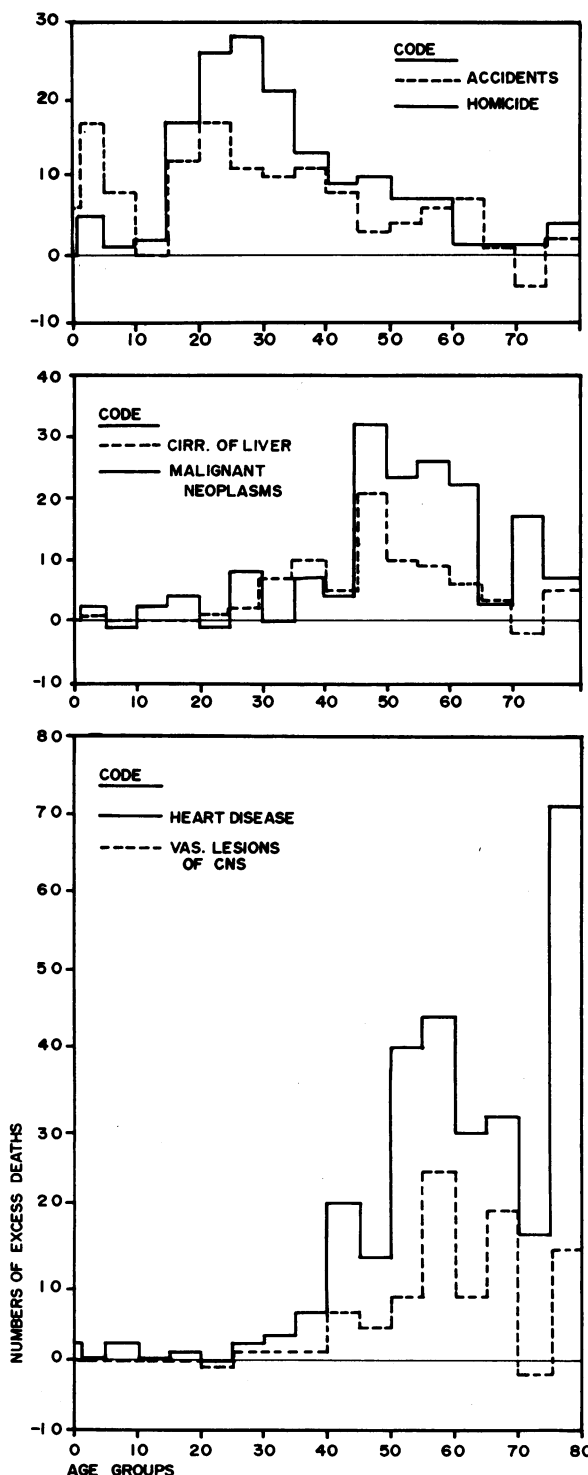 30
CODE
ACCIDENTS
20
HOMICIDE
10
0
-10
0 10 20 30 40 50 60 70
40
CODE
30
CIRR. OF LIVER
MALIGNANT
NEOPLASMS
20
10
0
-10
0 10 20 30 40 50 60 70
80
CODE
70
HEART DISEASE
VAS. LESIONS
OF CNS
60
50
40
30
20
10
0
-10
NUMBERS OF EXCESS DEATHS
0 10 20 30 40 50 60 70 80
AGE GROUPS